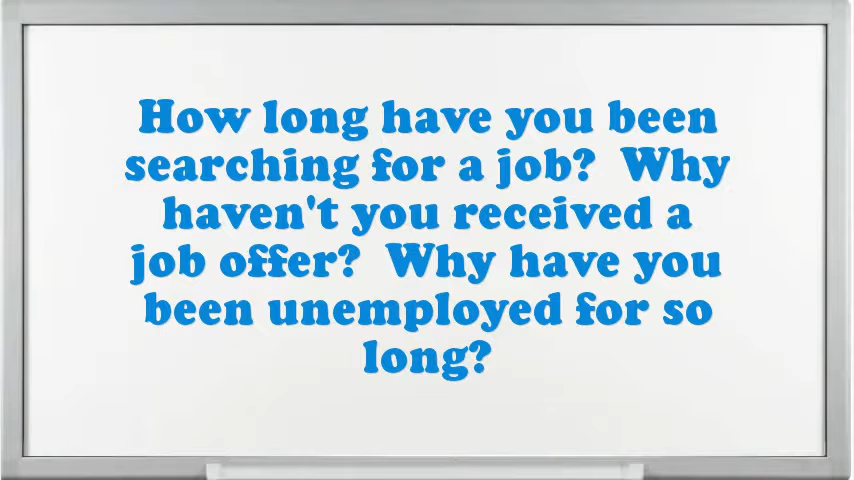 How long have you been
searching for a job?  Why
haven't you received a
job offer?  Why have you
been unemployed for so
long?